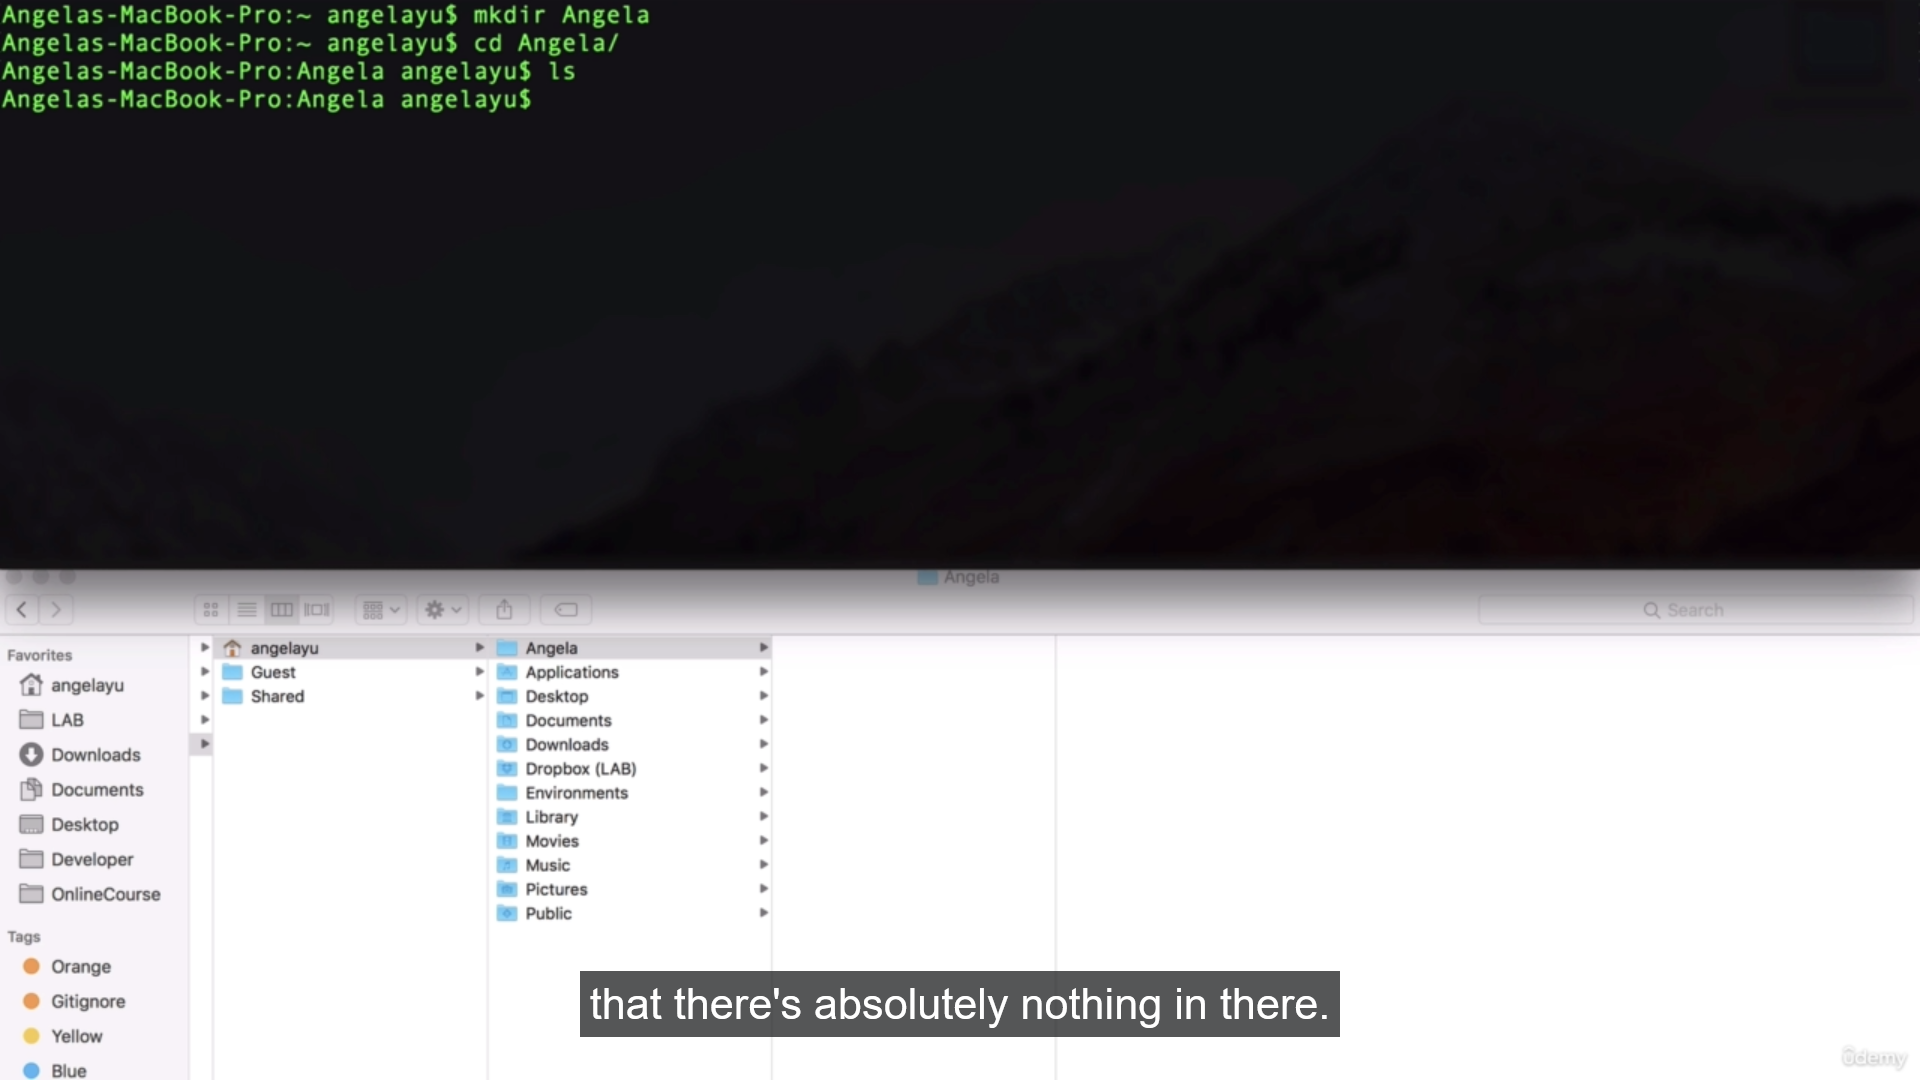 Angelas-MacBook-Pro:~ angelayu$ mkdir Angela
Angelas-MacBook-Pro:~ angelayu$ cd Angela/
Angelas-MacBook-Pro:Angela angelayu$ ls
Angelas-MacBook-Pro:Angela angelayu$
Angela
Search
Favorites
angelayu
LAB
Downloads
Documents
Desktop
Developer
OnlineCourse
Tags
Orange
Gitignore
Yellow
Blue
angelayu
Guest
Shared
Angela
Applications
Desktop
Documents
Downloads
Dropbox (LAB)
Environments
Library
Movies
Music
Pictures
Public
that there's absolutely nothing in there.
ûdemy